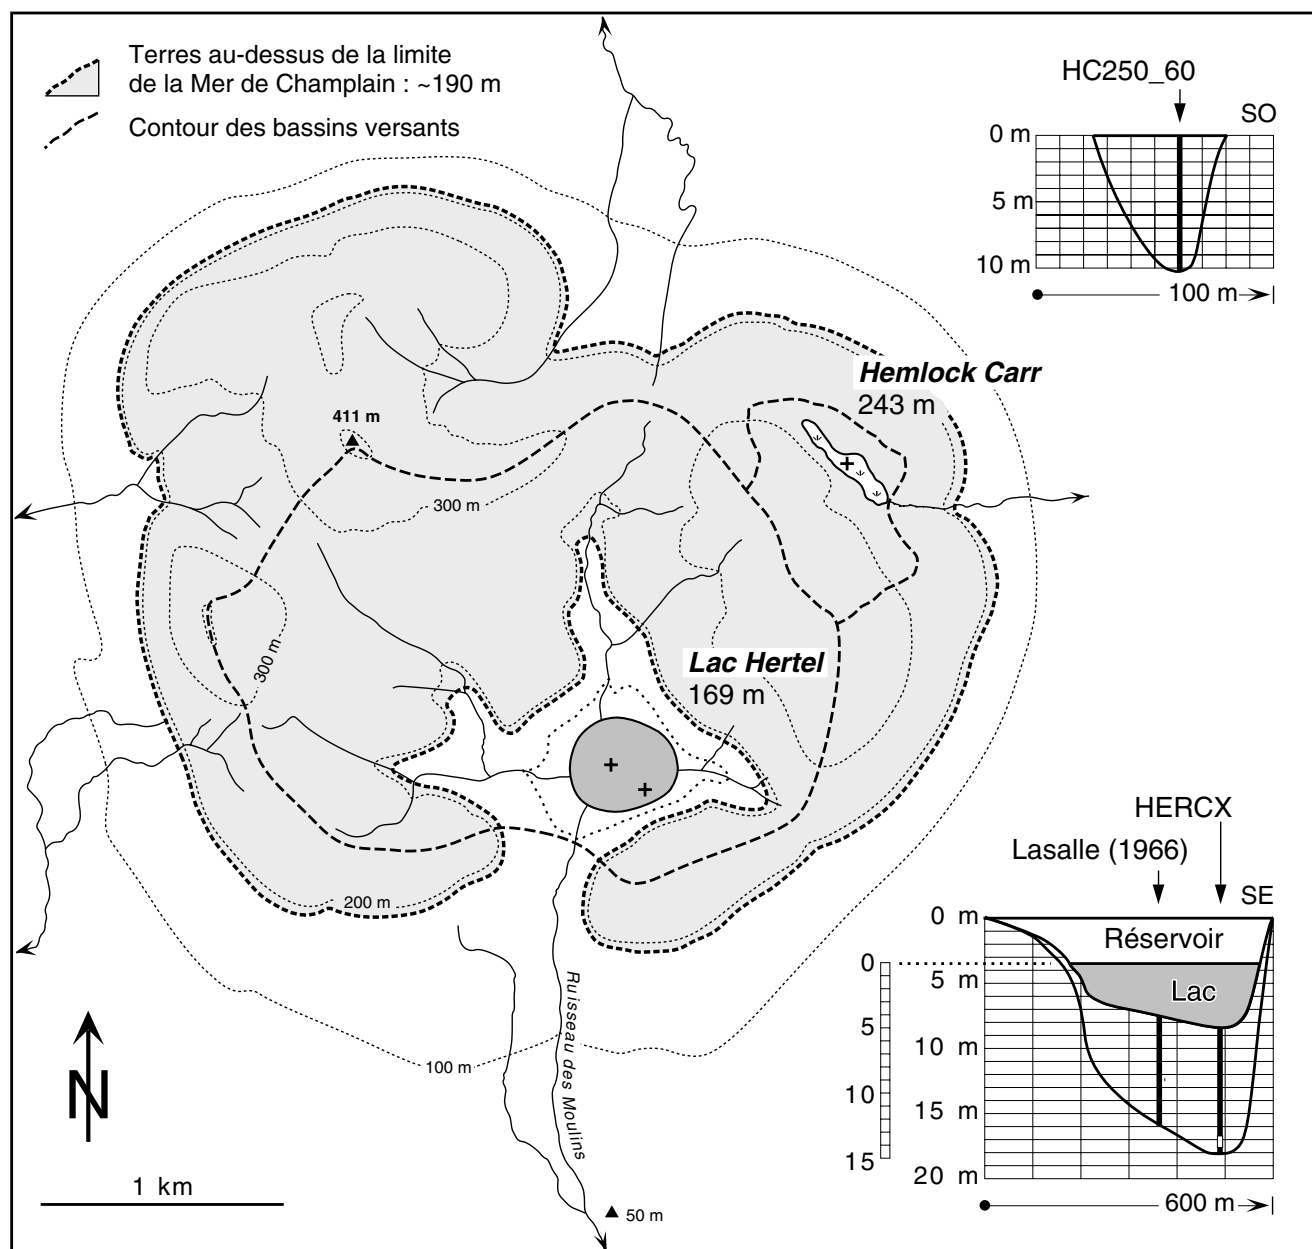 Terres au-dessus de la limite
de la Mer de Champlain : ~190 m
Contour des bassins versants
HC250_60
SO
0 m
5 m
10 m
100 m
Hemlock Carr
243 m
411 m
300 m
300 m
Lac Hertel
169 m
200 m
100 m
Ruisseau des Moulins
50 m
N
1 km
HERCX
Lasalle (1966)
SE
0 m
Réservoir
0
5 m
Lac
5
10 m
10
15 m
15
20 m
600 m